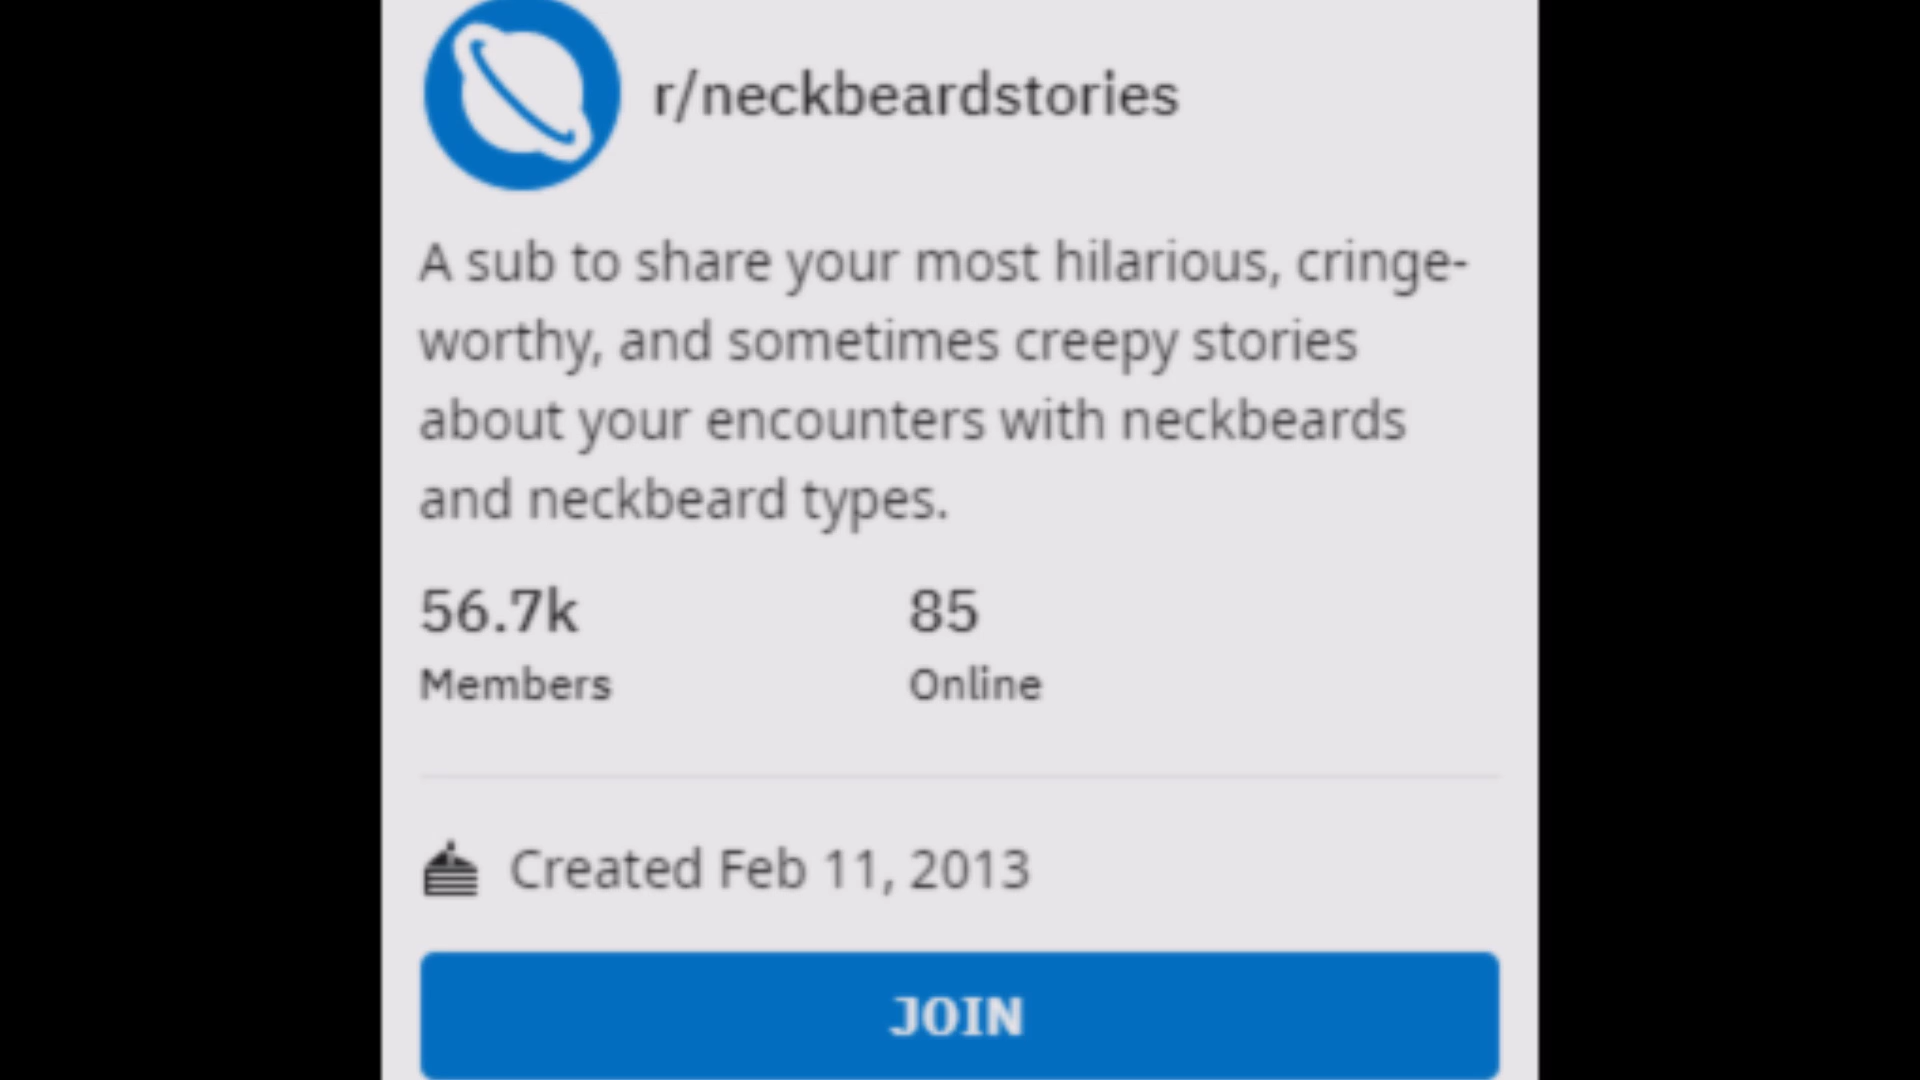 r/neckbeardstories
A sub to share your most hilarious, cringe-
worthy, and sometimes creepy stories
about your encounters with neckbeards
and neckbeard types.
56.7k 85
Members Online
Created Feb 11, 2013
JOIN